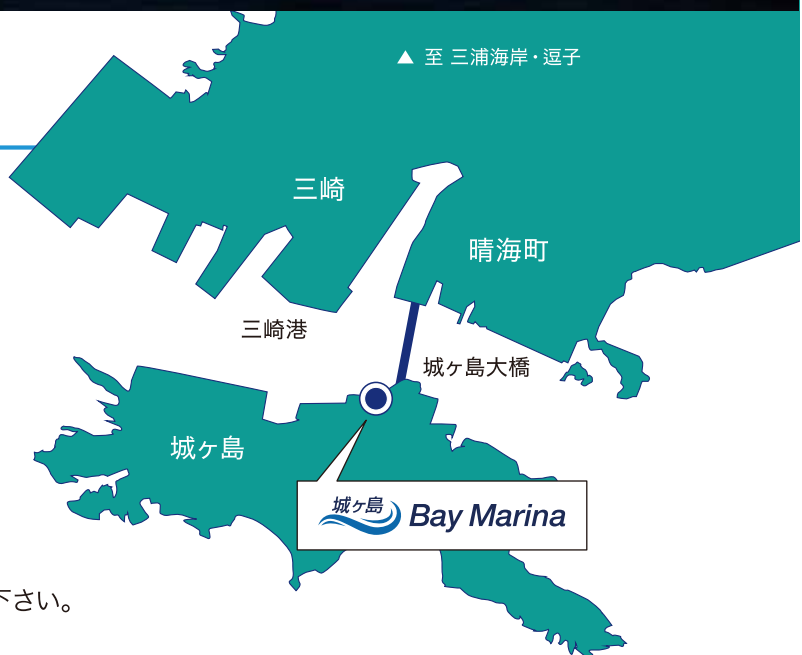 ▲ 至 三浦海岸・逗子
三崎
晴海町
三崎港
城ヶ島大橋
城ヶ島
城ヶ島 Bay Marina
下さい。